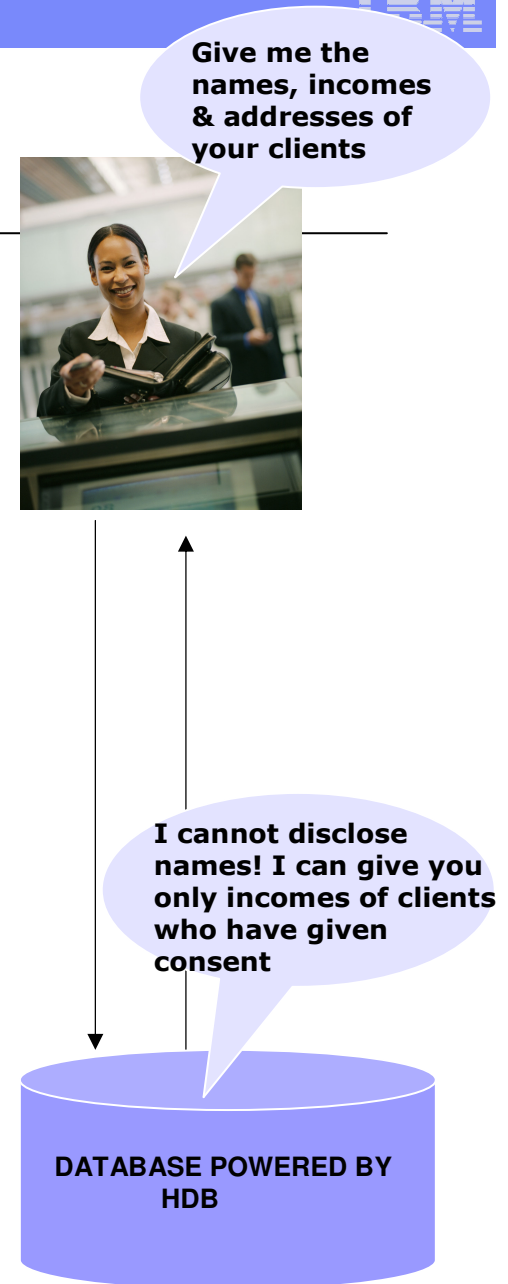 IBM
Give me the
names, incomes
& addresses of
your clients
I cannot disclose
names! I can give you
only incomes of clients
who have given
consent
DATABASE POWERED BY
HDB